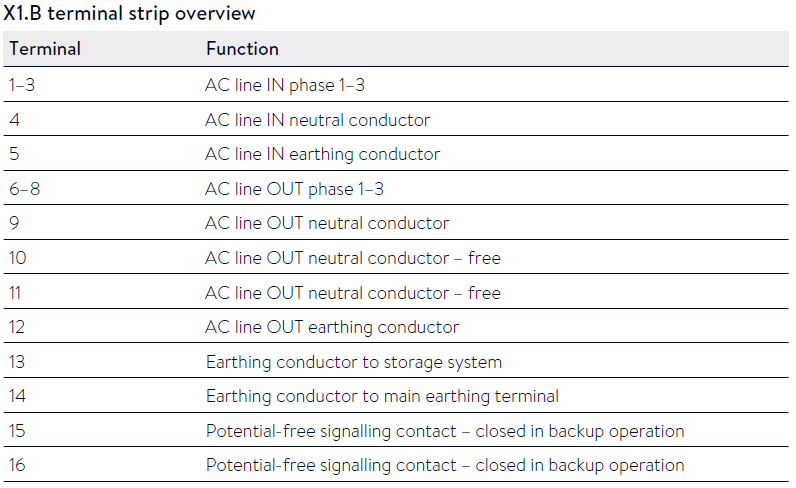 X1.B terminal strip overview
Terminal Function
1–3 AC line IN phase 1–3
4 AC line IN neutral conductor
5 AC line IN earthing conductor
6–8 AC line OUT phase 1–3
9 AC line OUT neutral conductor
10 AC line OUT neutral conductor – free
11 AC line OUT neutral conductor – free
12 AC line OUT earthing conductor
13 Earthing conductor to storage system
14 Earthing conductor to main earthing terminal
15 Potential-free signalling contact – closed in backup operation
16 Potential-free signalling contact – closed in backup operation